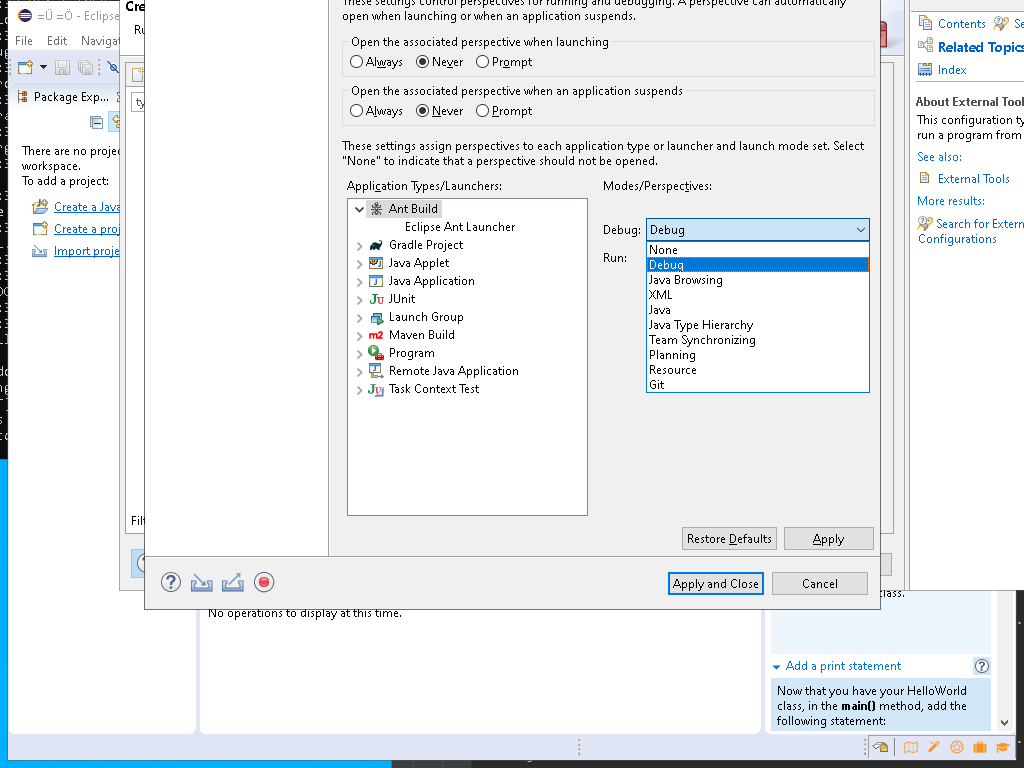 =Ü =Ö - Eclipse
File Edit Navigat
Package Exp...
There are no proje
workspace.
To add a project:
Create a Java
Create a proj
Import proje
Cre
Ru
ty
Filt
These settings control perspectives for running and debugging. A perspective can automatically
open when launching or when an application suspends.
Open the associated perspective when launching
Always Never Prompt
Open the associated perspective when an application suspends
Always Never Prompt
These settings assign perspectives to each application type or launcher and launch mode set. Select
"None" to indicate that a perspective should not be opened.
Application Types/Launchers:
Modes/Perspectives:
Ant Build
Eclipse Ant Launcher
Gradle Project
Java Applet
Java Application
JUnit
Launch Group
Maven Build
Program
Remote Java Application
Task Context Test
Debug: Debug
Run:
None
Debug
Java Browsing
XML
Java
Java Type Hierarchy
Team Synchronizing
Planning
Resource
Git
Restore Defaults Apply
Apply and Close Cancel
No operations to display at this time.
Contents Se
Related Topics
Index
About External Tool
This configuration ty
run a program from
See also:
External Tools
More results:
Search for Extern
Configurations
class.
Add a print statement
Now that you have your HelloWorld
class, in the main() method, add the
following statement: